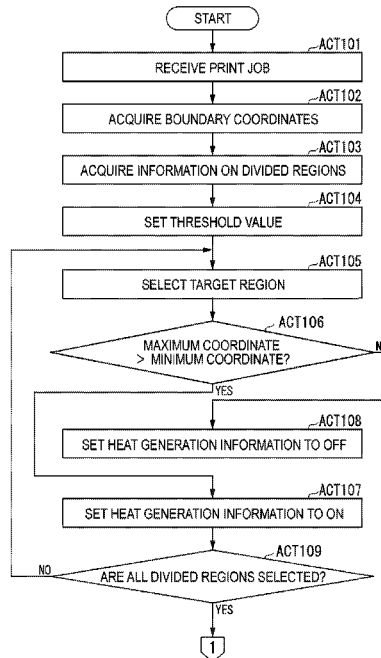 START
ACT101
RECEIVE PRINT JOB
ACT102
ACQUIRE BOUNDARY COORDINATES
ACT103
ACQUIRE INFORMATION ON DIVIDED REGIONS
ACT104
SET THRESHOLD VALUE
ACT105
SELECT TARGET REGION
ACT106
MAXIMUM COORDINATE
> MINIMUM COORDINATE?
N
YES
ACT108
SET HEAT GENERATION INFORMATION TO OFF
ACT107
SET HEAT GENERATION INFORMATION TO ON
ACT109
NO
ARE ALL DIVIDED REGIONS SELECTED?
YES
1